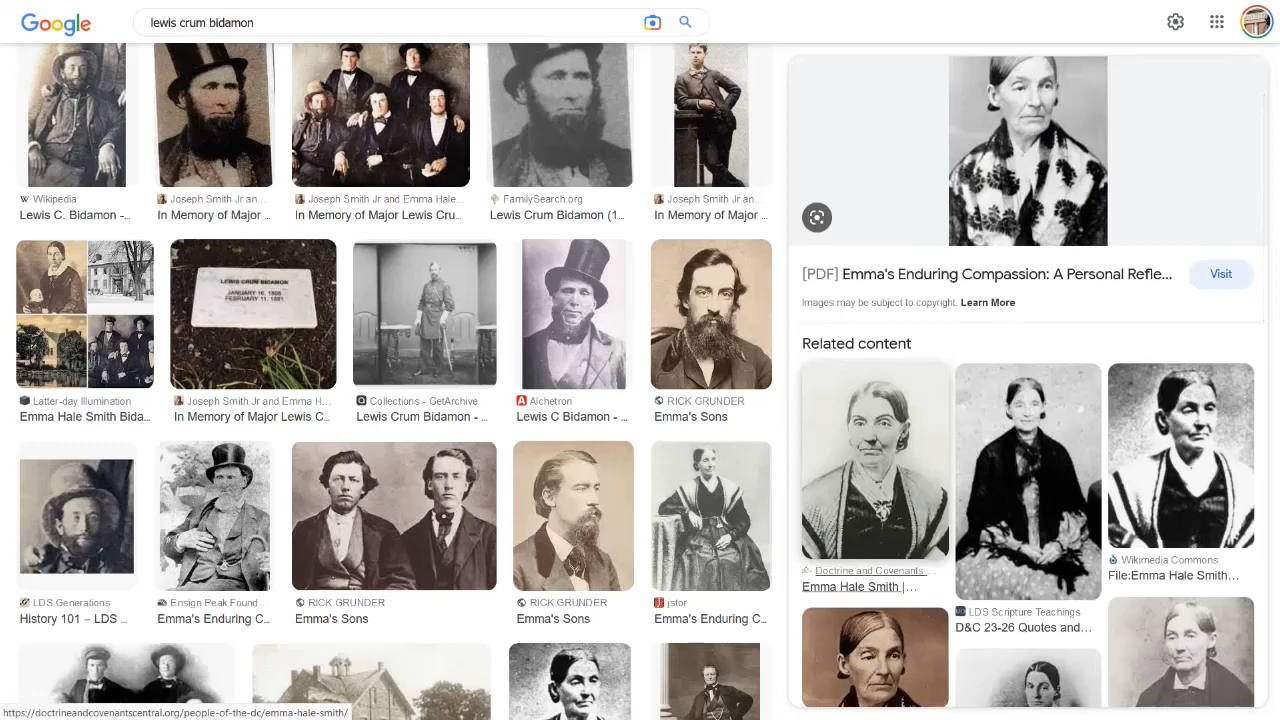 Google
lewis crum bidamon
Wikipedia
Lewis C. Bidamon -...
Joseph Smith Jr an...
In Memory of Major ...
Joseph Smith Jr and Emma Hale...
In Memory of Major Lewis Cru...
FamilySearch.org
Lewis Crum Bidamon (1...
Joseph Smith Jr an...
In Memory of Major ...
[PDF] Emma's Enduring Compassion: A Personal Refle...
Visit
Images may be subject to copyright. Learn More
LEWIS CRUM BIDAMON
JANUARY 16, 1806
FEBRUARY 11, 1891
Latter-day Illumination
Emma Hale Smith Bida...
Joseph Smith Jr and Emma H...
In Memory of Major Lewis C...
Collections - GetArchive
Lewis Crum Bidamon - ...
Alchetron
Lewis C Bidamon - ...
RICK GRUNDER
Emma's Sons
Related content
Doctrine and Covenants ...
Emma Hale Smith |...
LDS Scripture Teachings
D&C 23-26 Quotes and...
Wikimedia Commons
File:Emma Hale Smith...
LDS Generations
History 101 – LDS ...
Ensign Peak Found...
Emma's Enduring C...
RICK GRUNDER
Emma's Sons
RICK GRUNDER
Emma's Sons
jstor
Emma's Enduring C...
https://doctrineandcovenantscentral.org/people-of-the-dc/emma-hale-smith/